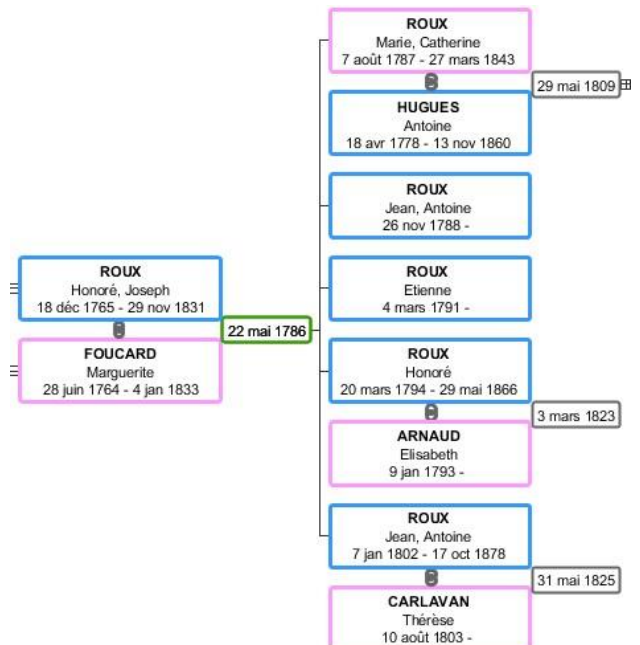 ROUX
Marie, Catherine
7 août 1787 - 27 mars 1843
29 mai 1809
HUGUES
Antoine
18 avr 1778 - 13 nov 1860
ROUX
Jean, Antoine
26 nov 1788 -
ROUX
Honoré, Joseph
18 déc 1765 - 29 nov 1831
22 mai 1786
FOUCARD
Marguerite
28 juin 1764 - 4 jan 1833
ROUX
Etienne
4 mars 1791 -
ROUX
Honoré
20 mars 1794 - 29 mai 1866
3 mars 1823
ARNAUD
Elisabeth
9 jan 1793 -
ROUX
Jean, Antoine
7 jan 1802 - 17 oct 1878
31 mai 1825
CARLAVAN
Thérèse
10 août 1803 -